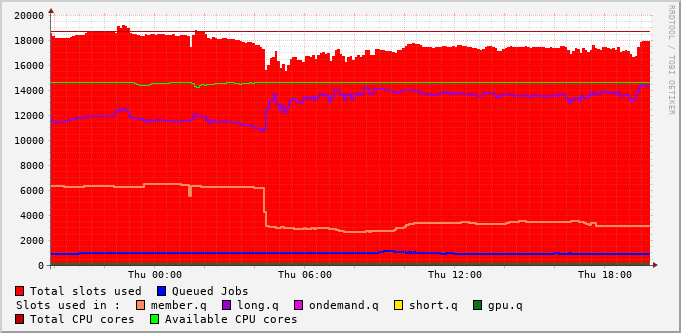 20000
18000
16000
14000
12000
10000
8000
6000
4000
2000
0
Thu 00:00 Thu 06:00 Thu 12:00 Thu 18:00
Total slots used Queued Jobs
Slots used in : member.q long.q ondemand.q short.q gpu.q
Total CPU cores Available CPU cores
RRDTOOL / TOBI OETIKER